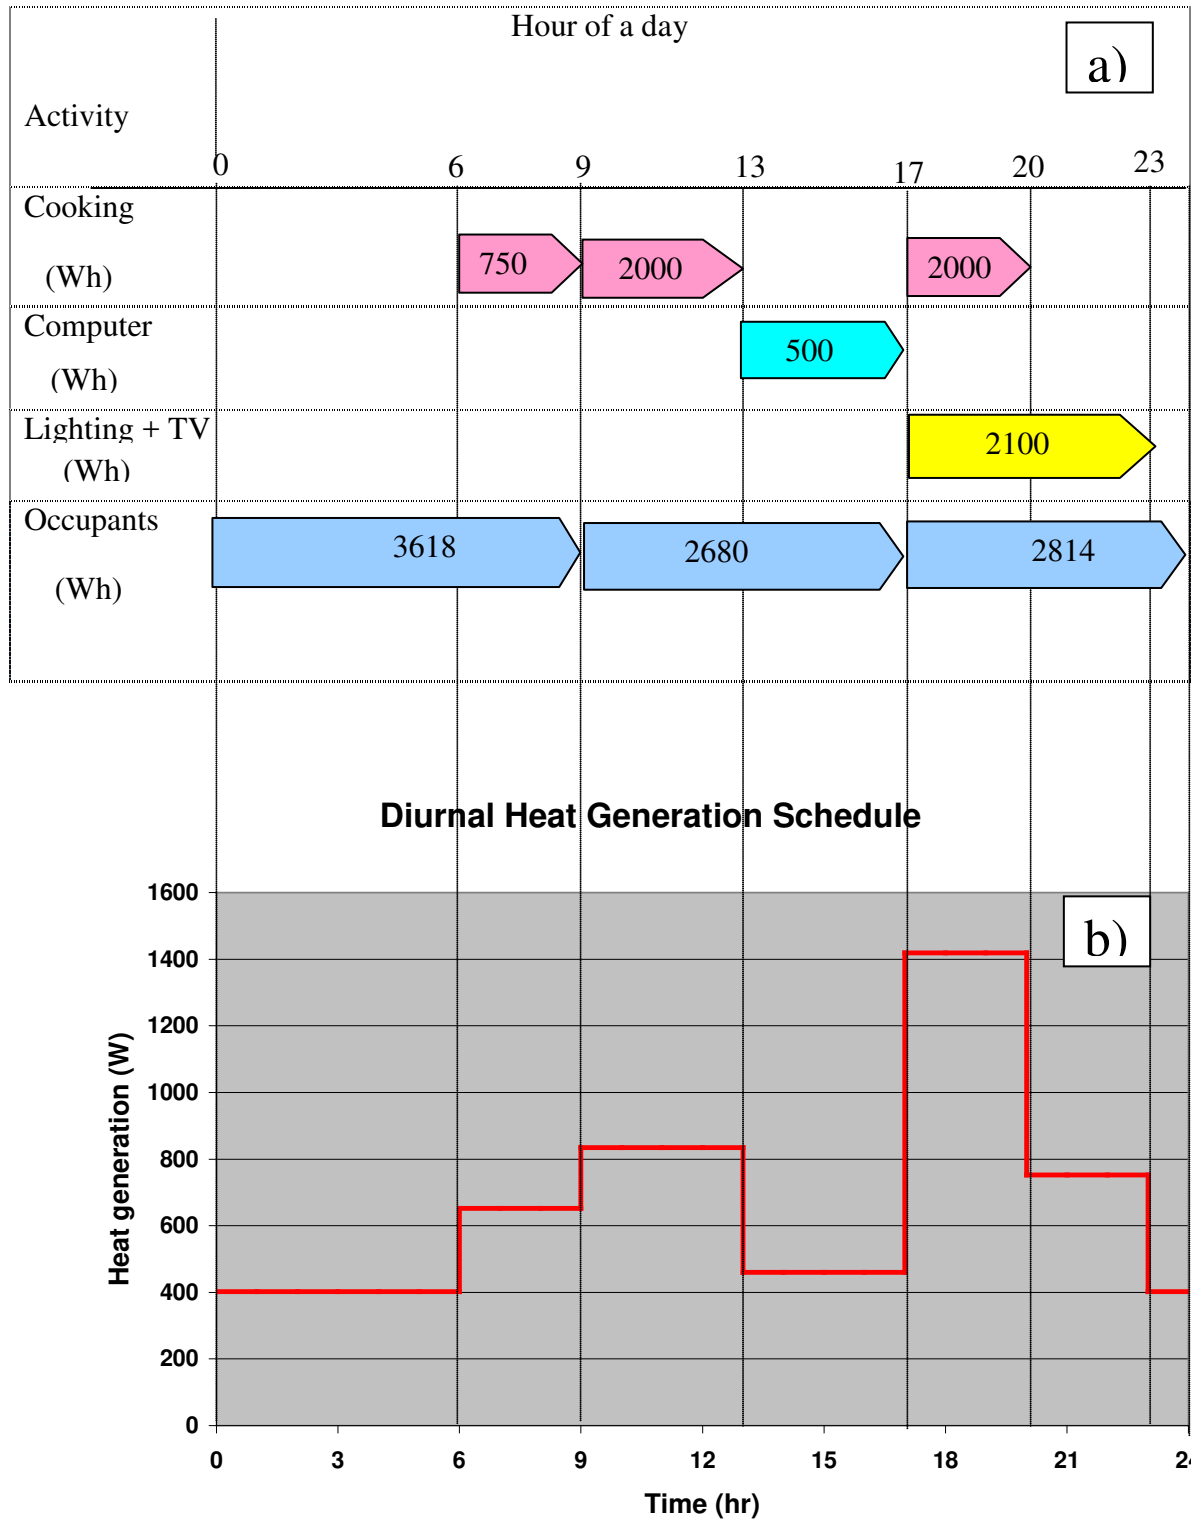 Hour of a day
a)
Activity
0 6 9 13 17 20 23
Cooking
(Wh)
750 2000 2000
Computer
(Wh)
500
Lighting + TV
(Wh)
2100
Occupants
(Wh)
3618 2680 2814
Diurnal Heat Generation Schedule
b)
Heat generation (W)
1600
1400
1200
1000
800
600
400
200
0
0 3 6 9 12 15 18 21 24
Time (hr)